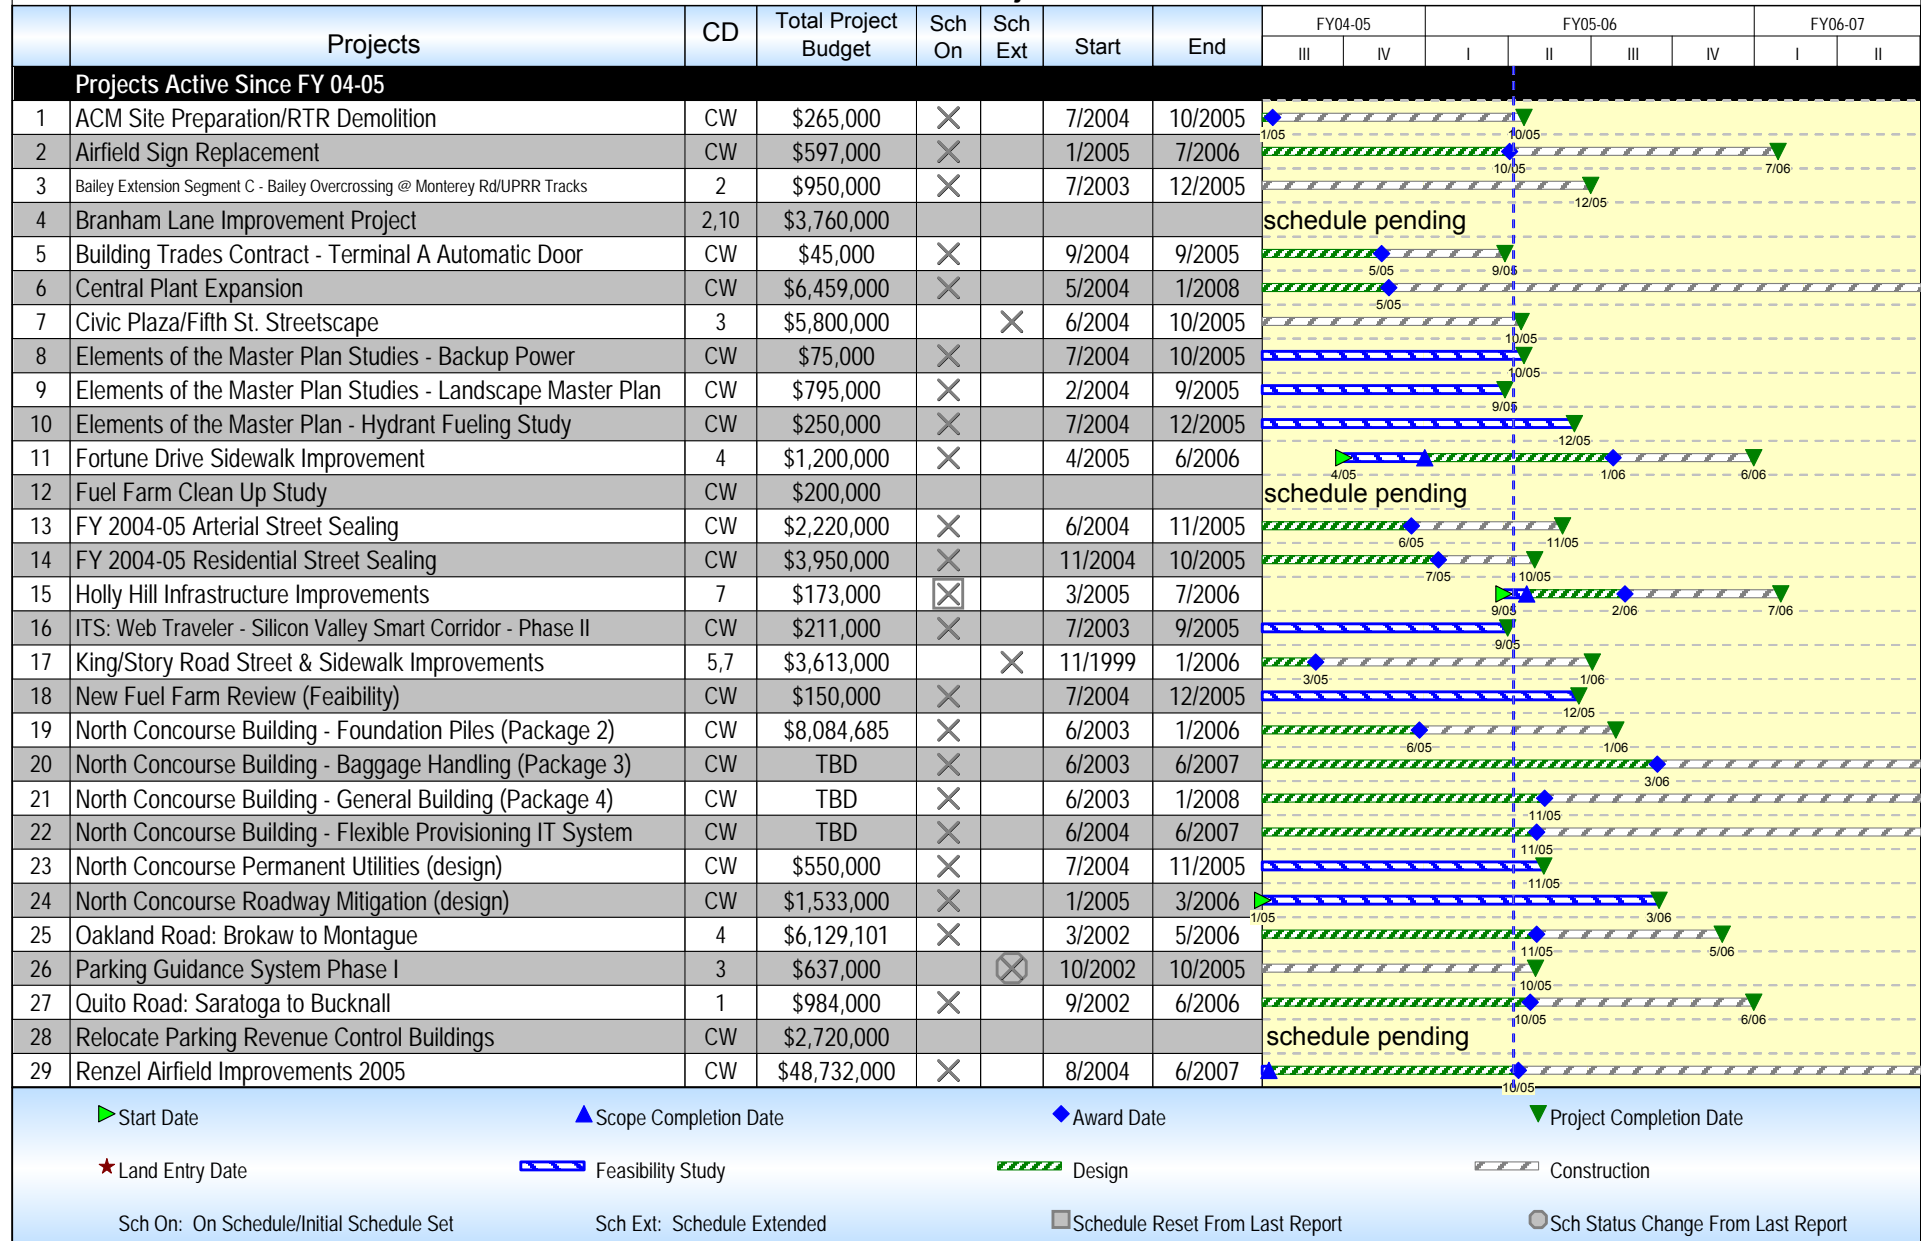 Projects CD Total Project Budget Sch On Sch Ext Start End FY04-05 FY05-06 FY06-07
III IV I II III IV I II
Projects Active Since FY 04-05
1 ACM Site Preparation/RTR Demolition CW $265,000 7/2004 10/2005 1/05 10/05
2 Airfield Sign Replacement CW $597,000 1/2005 7/2006 10/05 7/06
3 Bailey Extension Segment C - Bailey Overcrossing @ Monterey Rd/UPRR Tracks 2 $950,000 7/2003 12/2005 12/05
4 Branham Lane Improvement Project 2,10 $3,760,000 schedule pending
5 Building Trades Contract - Terminal A Automatic Door CW $45,000 9/2004 9/2005 5/05 9/05
6 Central Plant Expansion CW $6,459,000 5/2004 1/2008 5/05
7 Civic Plaza/Fifth St. Streetscape 3 $5,800,000 6/2004 10/2005 10/05
8 Elements of the Master Plan Studies - Backup Power CW $75,000 7/2004 10/2005 10/05
9 Elements of the Master Plan Studies - Landscape Master Plan CW $795,000 2/2004 9/2005 9/05
10 Elements of the Master Plan - Hydrant Fueling Study CW $250,000 7/2004 12/2005 12/05
11 Fortune Drive Sidewalk Improvement 4 $1,200,000 4/2005 6/2006 4/05 1/06 6/06
12 Fuel Farm Clean Up Study CW $200,000 schedule pending
13 FY 2004-05 Arterial Street Sealing CW $2,220,000 6/2004 11/2005 6/05 11/05
14 FY 2004-05 Residential Street Sealing CW $3,950,000 11/2004 10/2005 7/05 10/05
15 Holly Hill Infrastructure Improvements 7 $173,000 3/2005 7/2006 9/05 2/06 7/06
16 ITS: Web Traveler - Silicon Valley Smart Corridor - Phase II CW $211,000 7/2003 9/2005 9/05
17 King/Story Road Street & Sidewalk Improvements 5,7 $3,613,000 11/1999 1/2006 3/05 1/06
18 New Fuel Farm Review (Feaibility) CW $150,000 7/2004 12/2005 12/05
19 North Concourse Building - Foundation Piles (Package 2) CW $8,084,685 6/2003 1/2006 6/05 1/06
20 North Concourse Building - Baggage Handling (Package 3) CW TBD 6/2003 6/2007 3/06
21 North Concourse Building - General Building (Package 4) CW TBD 6/2003 1/2008 11/05
22 North Concourse Building - Flexible Provisioning IT System CW TBD 6/2004 6/2007 11/05
23 North Concourse Permanent Utilities (design) CW $550,000 7/2004 11/2005 11/05
24 North Concourse Roadway Mitigation (design) CW $1,533,000 1/2005 3/2006 1/05 3/06
25 Oakland Road: Brokaw to Montague 4 $6,129,101 3/2002 5/2006 11/05 5/06
26 Parking Guidance System Phase I 3 $637,000 10/2002 10/2005 10/05
27 Quito Road: Saratoga to Bucknall 1 $984,000 9/2002 6/2006 10/05 6/06
28 Relocate Parking Revenue Control Buildings CW $2,720,000 schedule pending
29 Renzel Airfield Improvements 2005 CW $48,732,000 8/2004 6/2007 10/05
Start Date Scope Completion Date Award Date Project Completion Date
Land Entry Date Feasibility Study Design Construction
Sch On: On Schedule/Initial Schedule Set Sch Ext: Schedule Extended Schedule Reset From Last Report Sch Status Change From Last Report